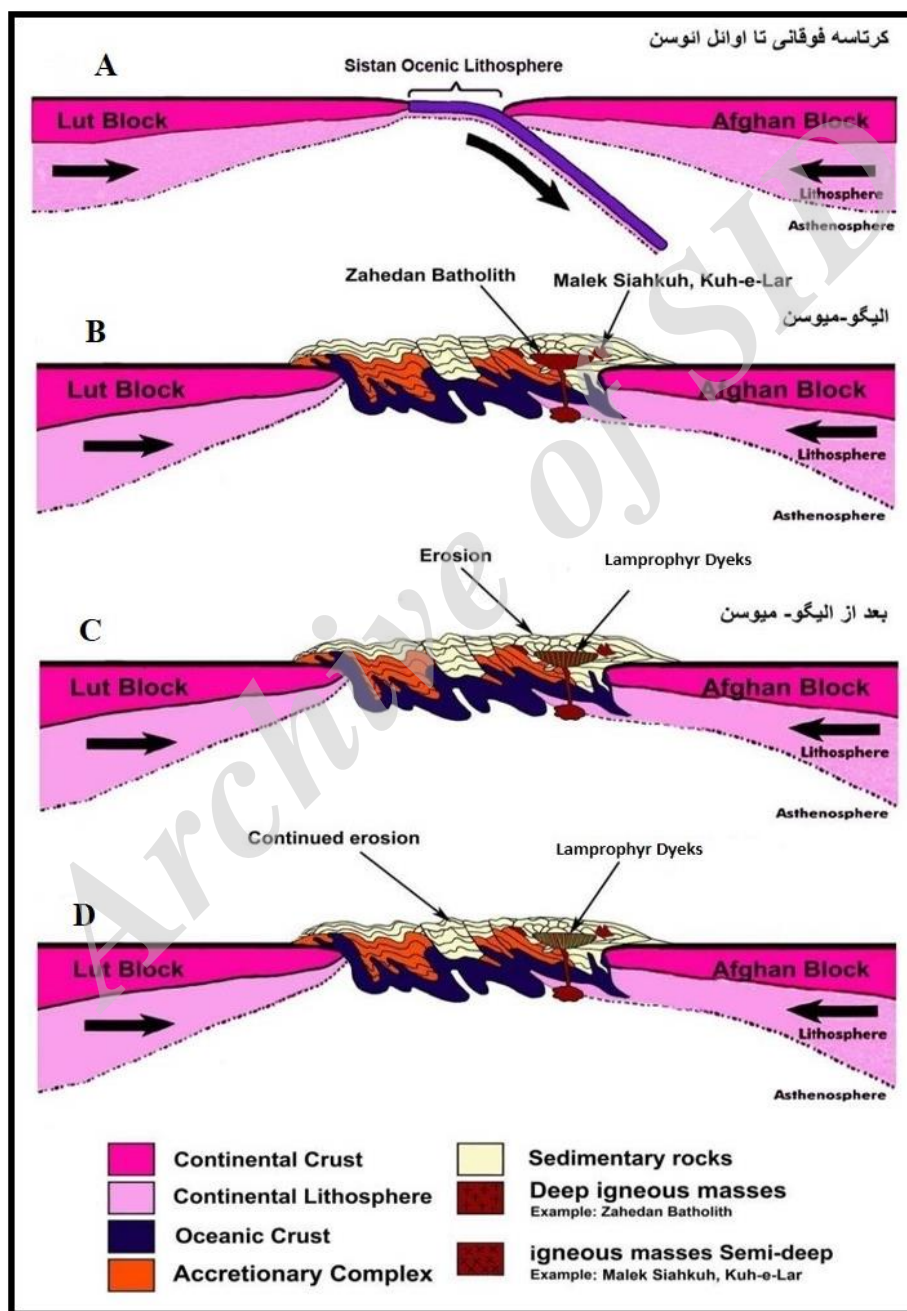 کرتاسه فوقانی تا اوائل ائوسن
A
Sistan Ocenic Lithosphere
Lut Block
Afghan Block
Lithosphere
Asthenosphere
Zahedan Batholith
Malek Siahkuh, Kuh-e-Lar
الیگو-میوسن
B
Lut Block
Afghan Block
Lithosphere
Asthenosphere
Erosion
Lamprophyr Dyeks
بعد از الیگو- میوسن
C
Lut Block
Afghan Block
Lithosphere
Asthenosphere
Continued erosion
Lamprophyr Dyeks
D
Lut Block
Afghan Block
Lithosphere
Asthenosphere
Continental Crust
Continental Lithosphere
Oceanic Crust
Accretionary Complex
Sedimentary rocks
Deep igneous masses
Example: Zahedan Batholith
igneous masses Semi-deep
Example: Malek Siahkuh, Kuh-e-Lar
Archive of SID